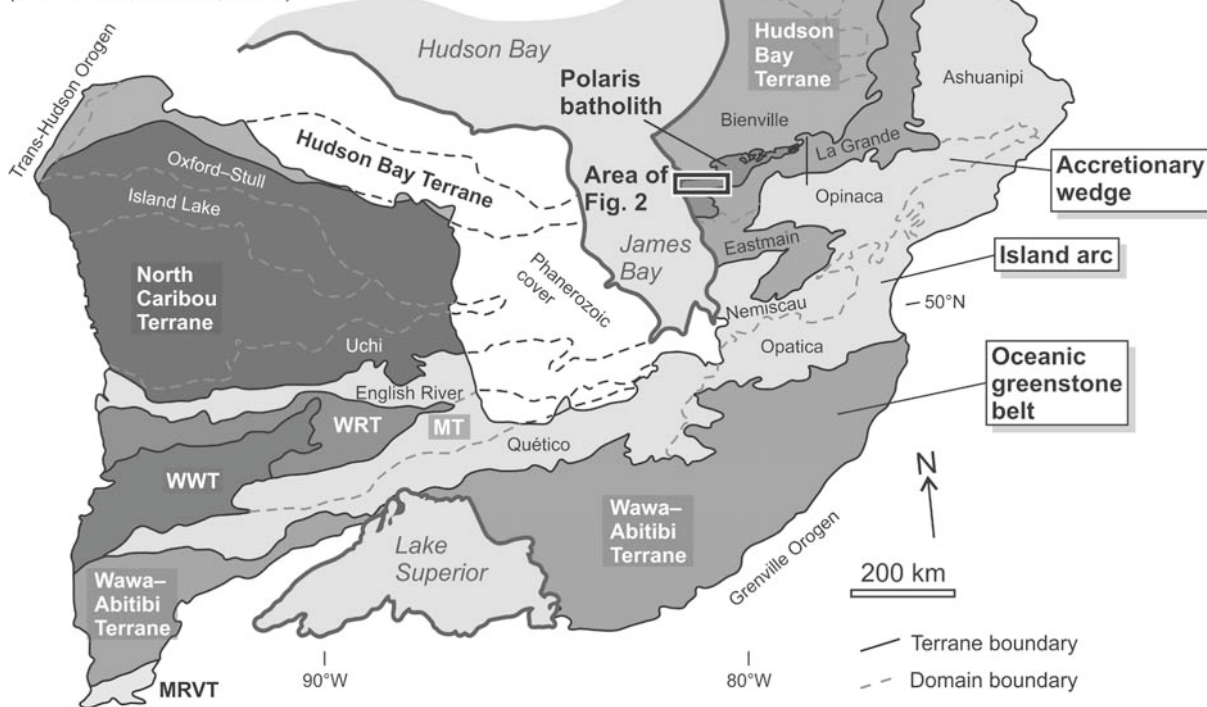 Hudson Bay
Hudson
Bay
Terrane
Ashuanipi
Trans-Hudson Orogen
Polaris
batholith
Bienville
La Grande
Hudson Bay Terrane
Oxford–Stull
Island Lake
Area of
Fig. 2
Accretionary
wedge
Opinaca
James
Bay
Eastmain
Island arc
North
Caribou
Terrane
Phanerozoic
cover
Nemiscau
50°N
Uchi
Opatica
English River
Oceanic
greenstone
belt
WRT
MT
Quético
WWT
N
Wawa–
Abitibi
Terrane
Lake
Superior
Grenville Orogen
200 km
Wawa–
Abitibi
Terrane
Terrane boundary
90°W
80°W
Domain boundary
MRVT